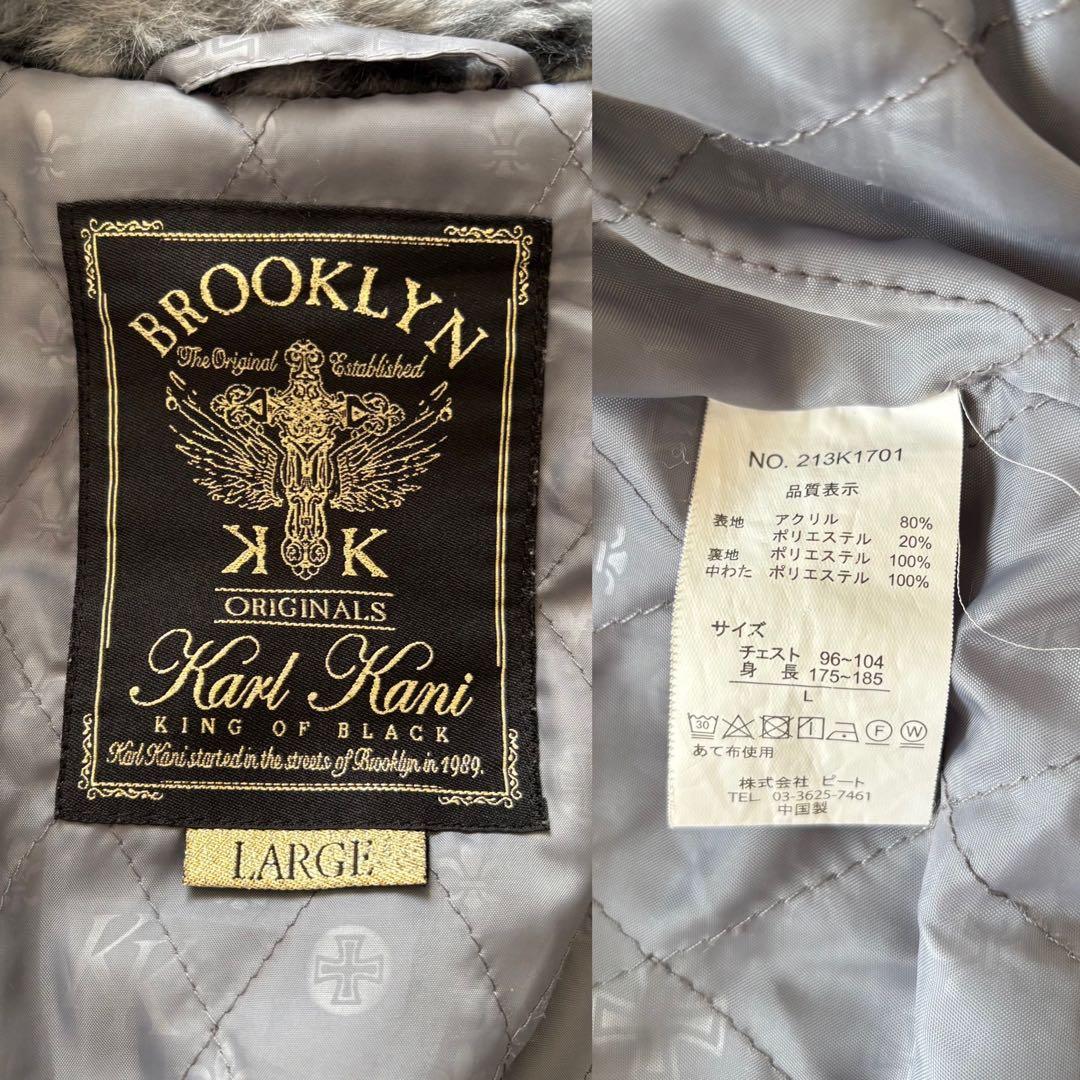 BROOKLYN
The Original Established
K K
ORIGINALS
Karl Kani
KING OF BLACK
Karl Kani started in the streets of Brooklyn in 1989.
LARGE
NO. 213K1701
品質表示
表地 アクリル 80%
ポリエステル 20%
裏地 ポリエステル 100%
中わた ポリエステル 100%
サイズ
チェスト 96~104
身 長 175~185
L
30 1 F W
あて布使用
株式会社 ピート
TEL 03-3625-7461
中国製